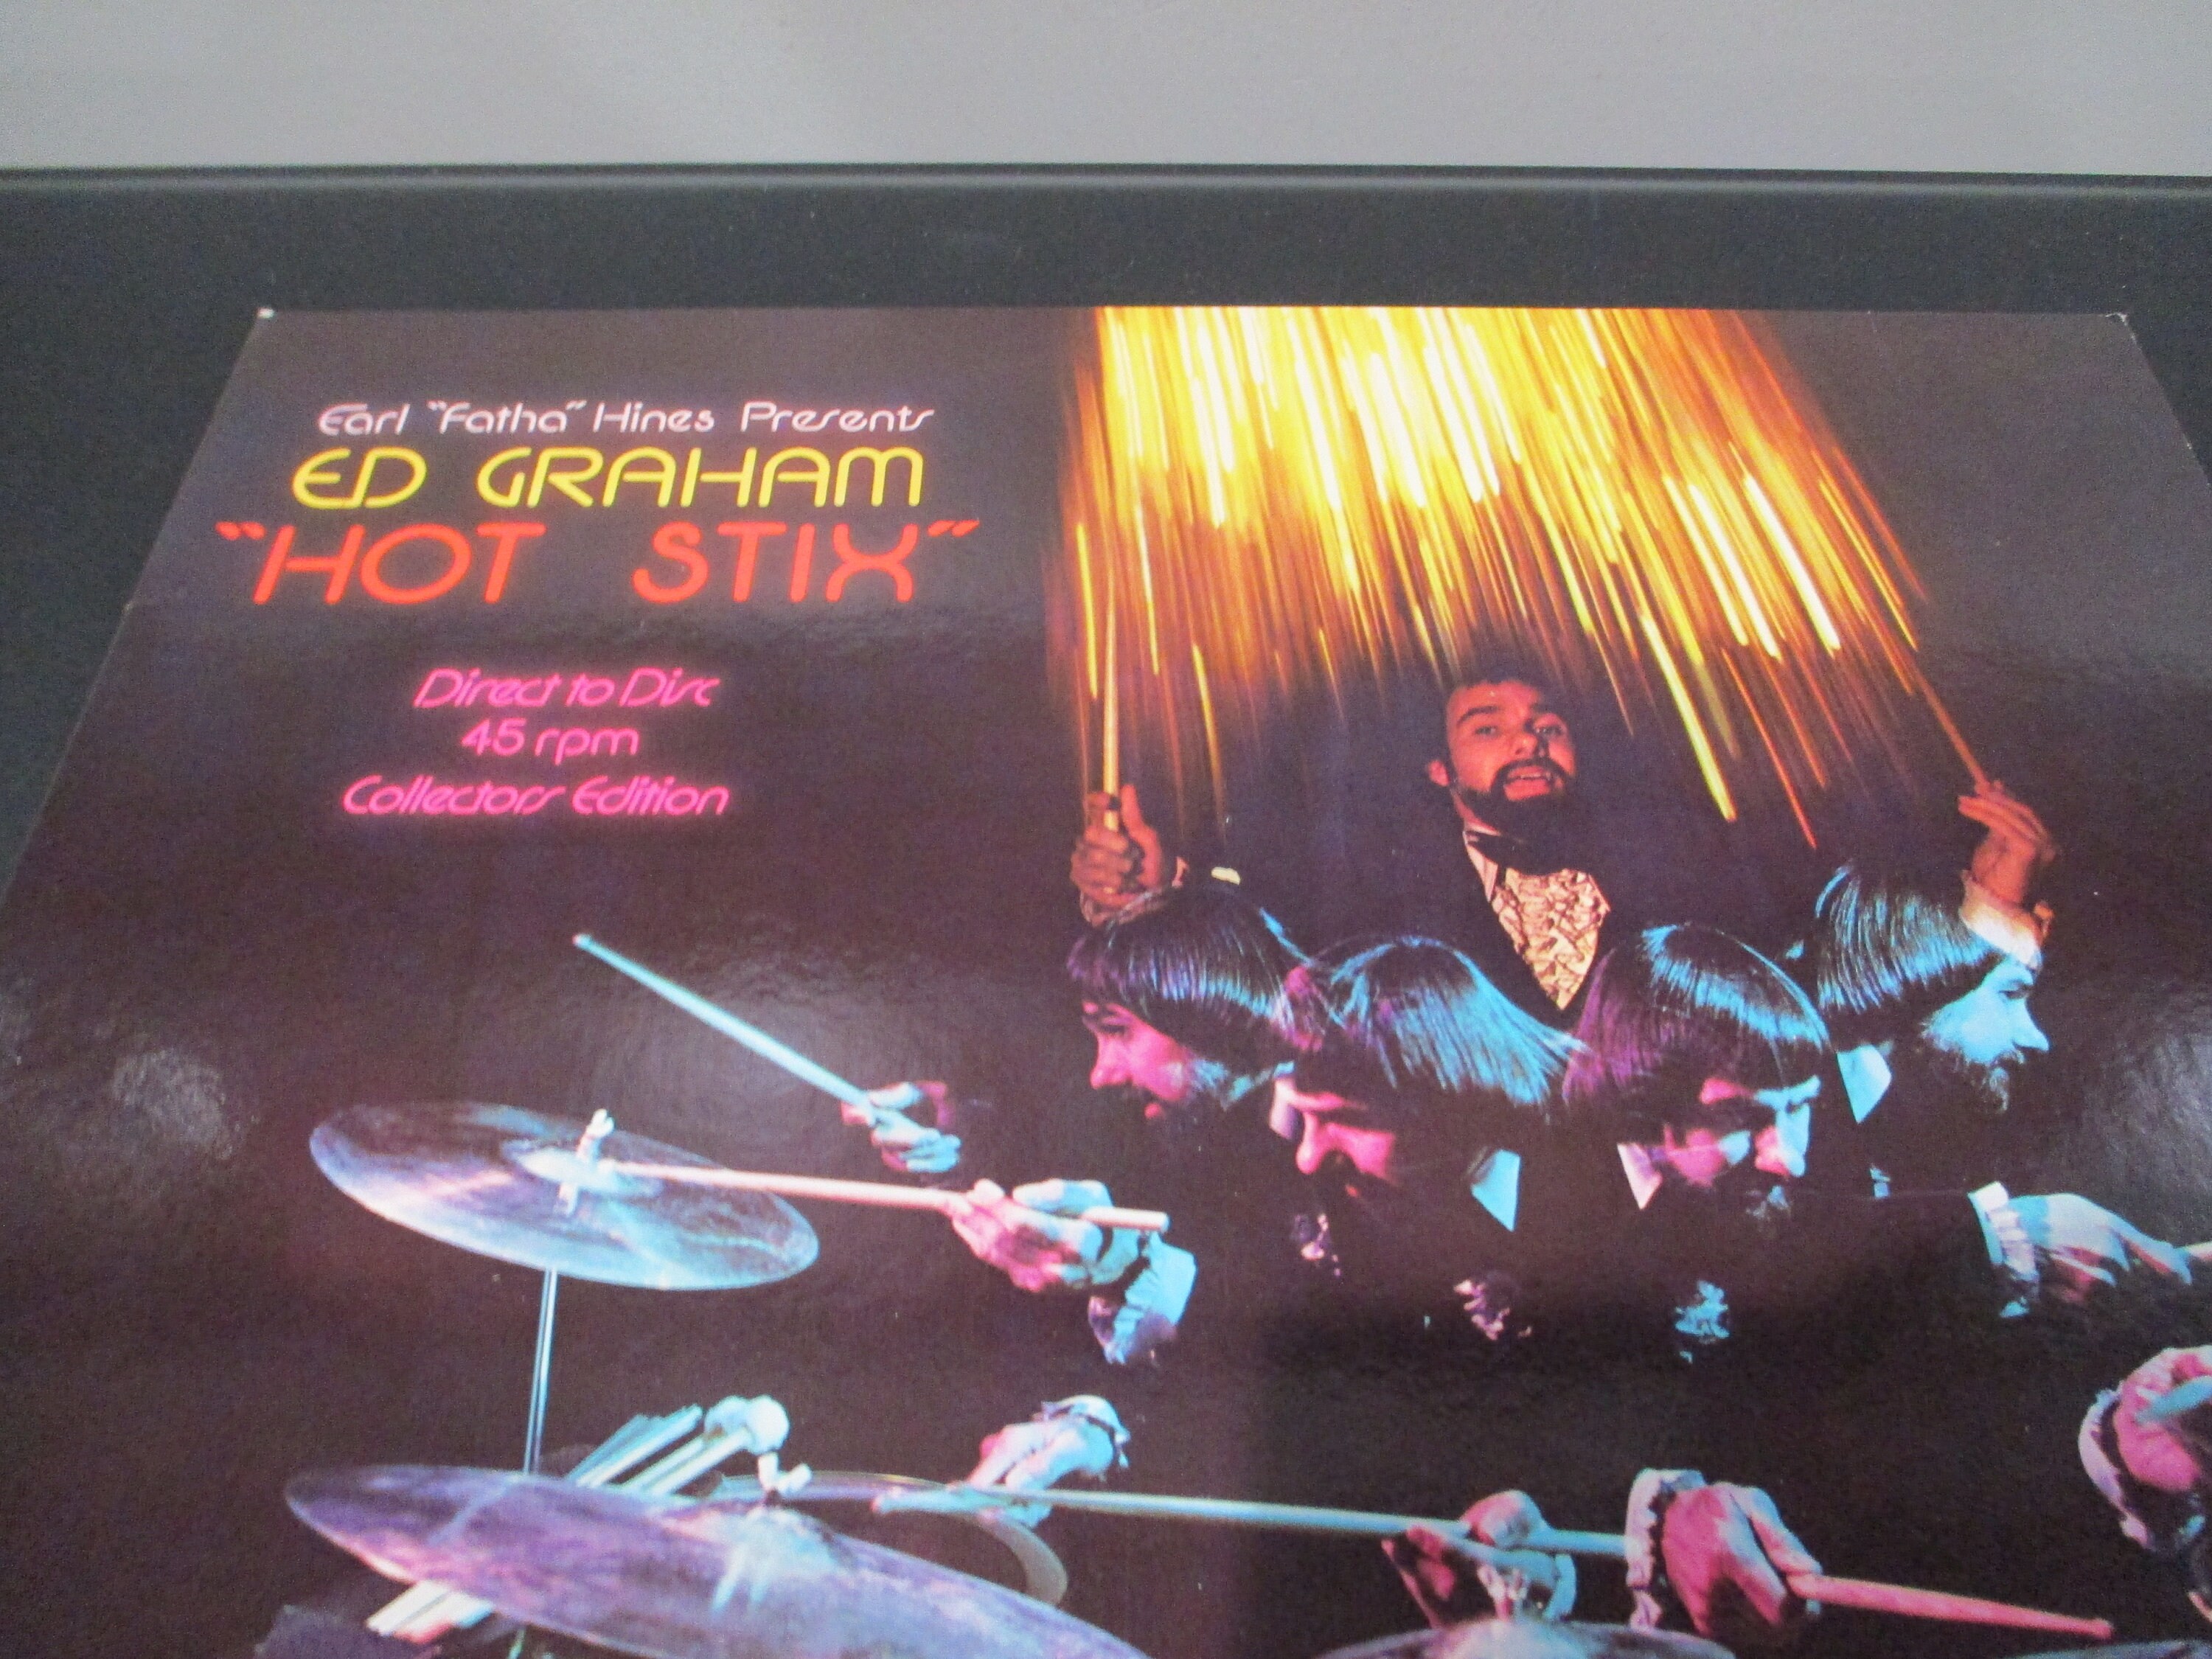 Earl "Fatha" Hines Presents
ED GRAHAM
"HOT STIX"
Direct to Disc
45 rpm
Collectors Edition